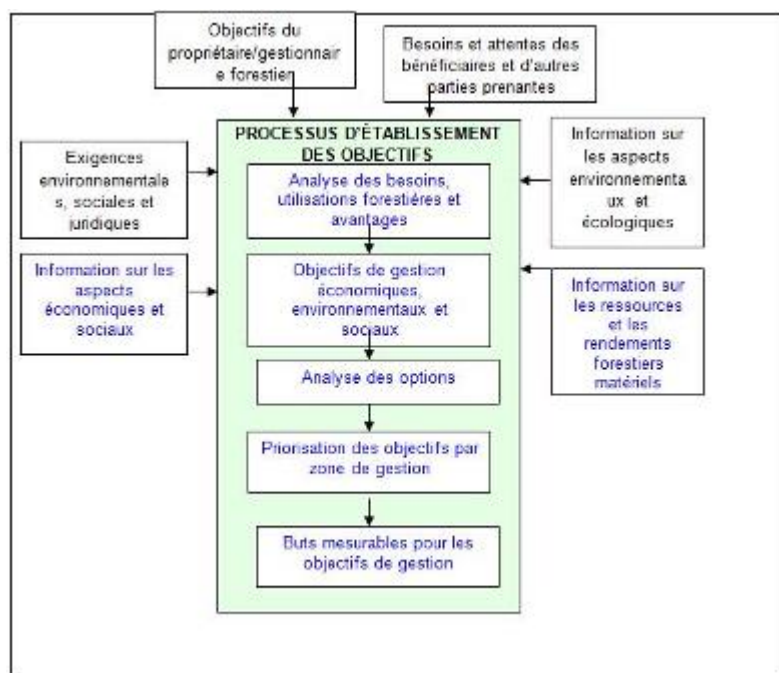 Objectifs du
propriétaire/gestionnair
e forestier
Besoins et attentes des
bénéficiaires et d'autres
parties prenantes
PROCESSUS D'ÉTABLISSEMENT
DES OBJECTIFS
Exigences
environnementale
s, sociales et
juridiques
Analyse des besoins,
utilisations forestières et
avantages
Information sur
les aspects
environnementa
ux et
écologiques
Information sur les
aspects
économiques et
sociaux
Objectifs de gestion
économiques,
environnementaux et
sociaux
Information sur
les ressources
et les
rendements
forestiers
matériels
Analyse des options
Priorisation des objectifs par
zone de gestion
Buts mesurables pour les
objectifs de gestion